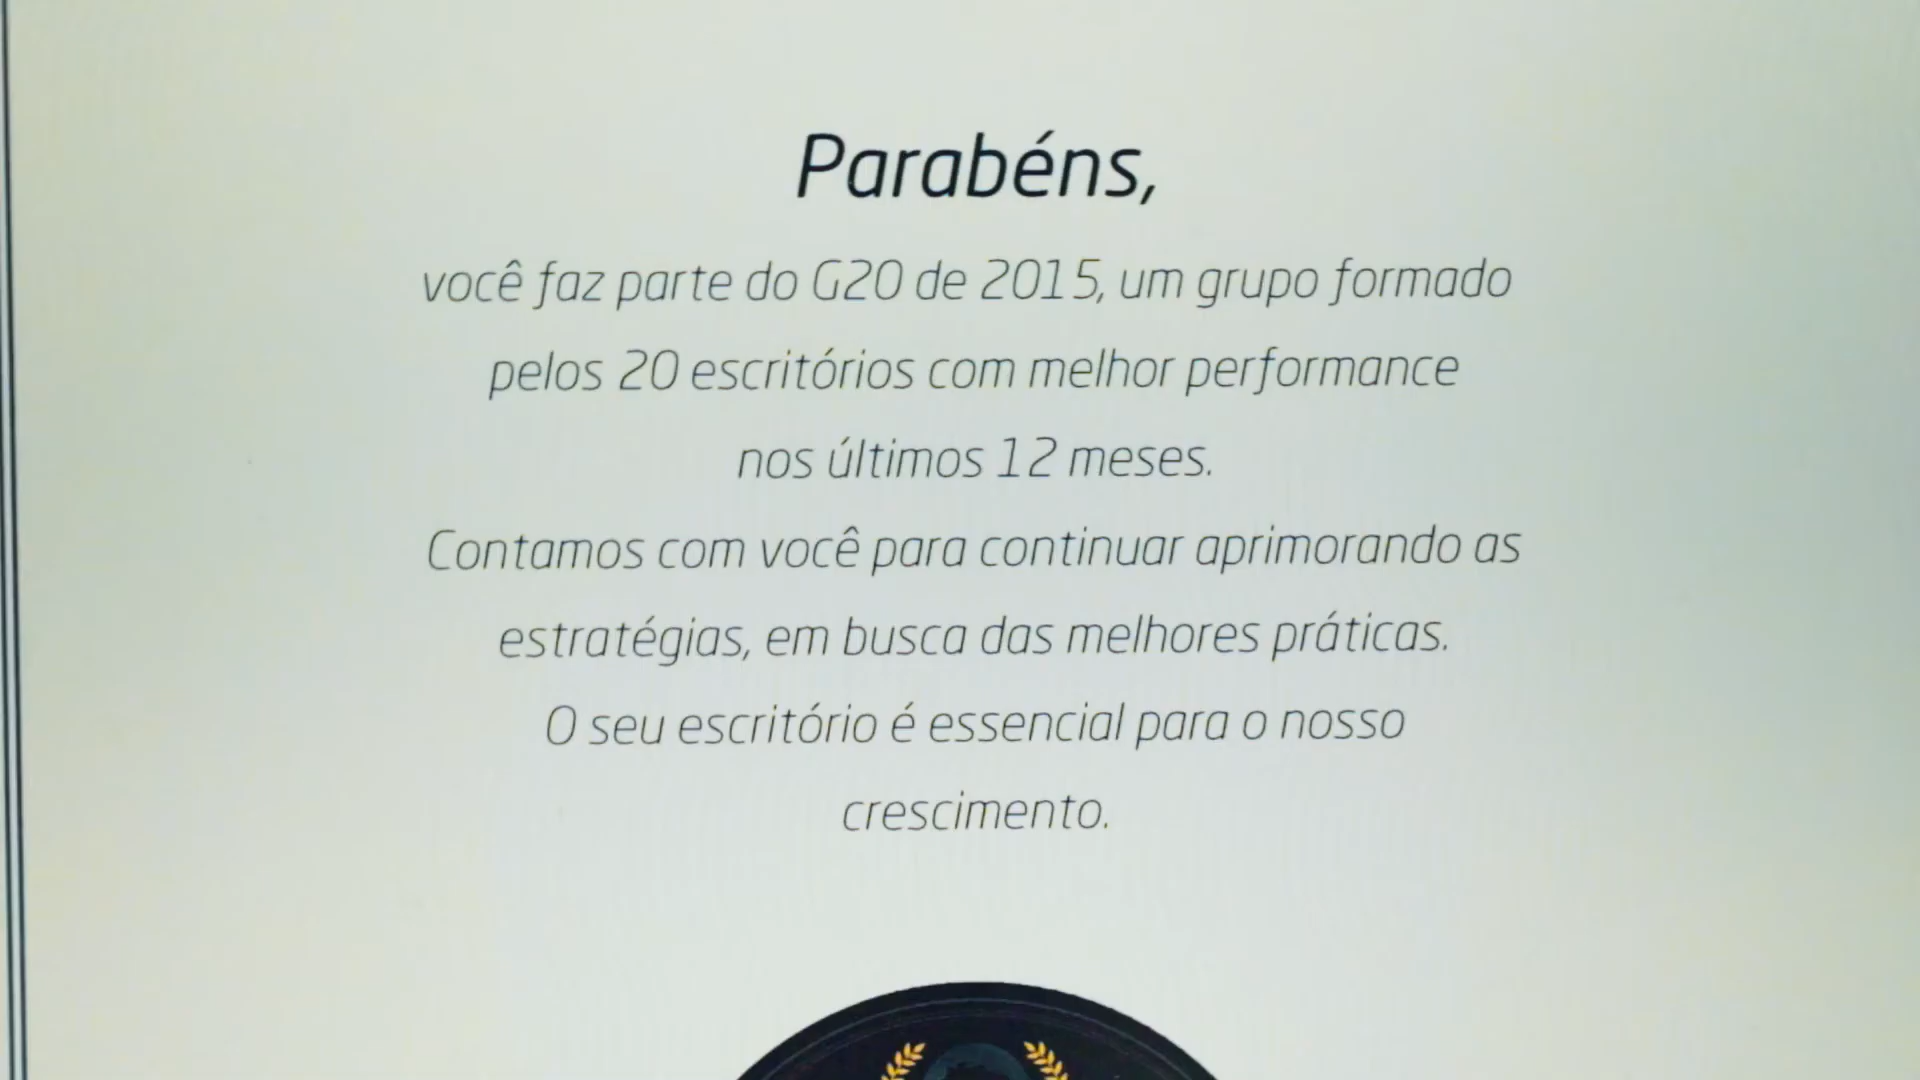 Parabéns,
você faz parte do G20 de 2015, um grupo formado
pelos 20 escritórios com melhor performance
nos últimos 12 meses.
Contamos com você para continuar aprimorando as
estratégias, em busca das melhores práticas.
O seu escritório é essencial para o nosso
crescimento.